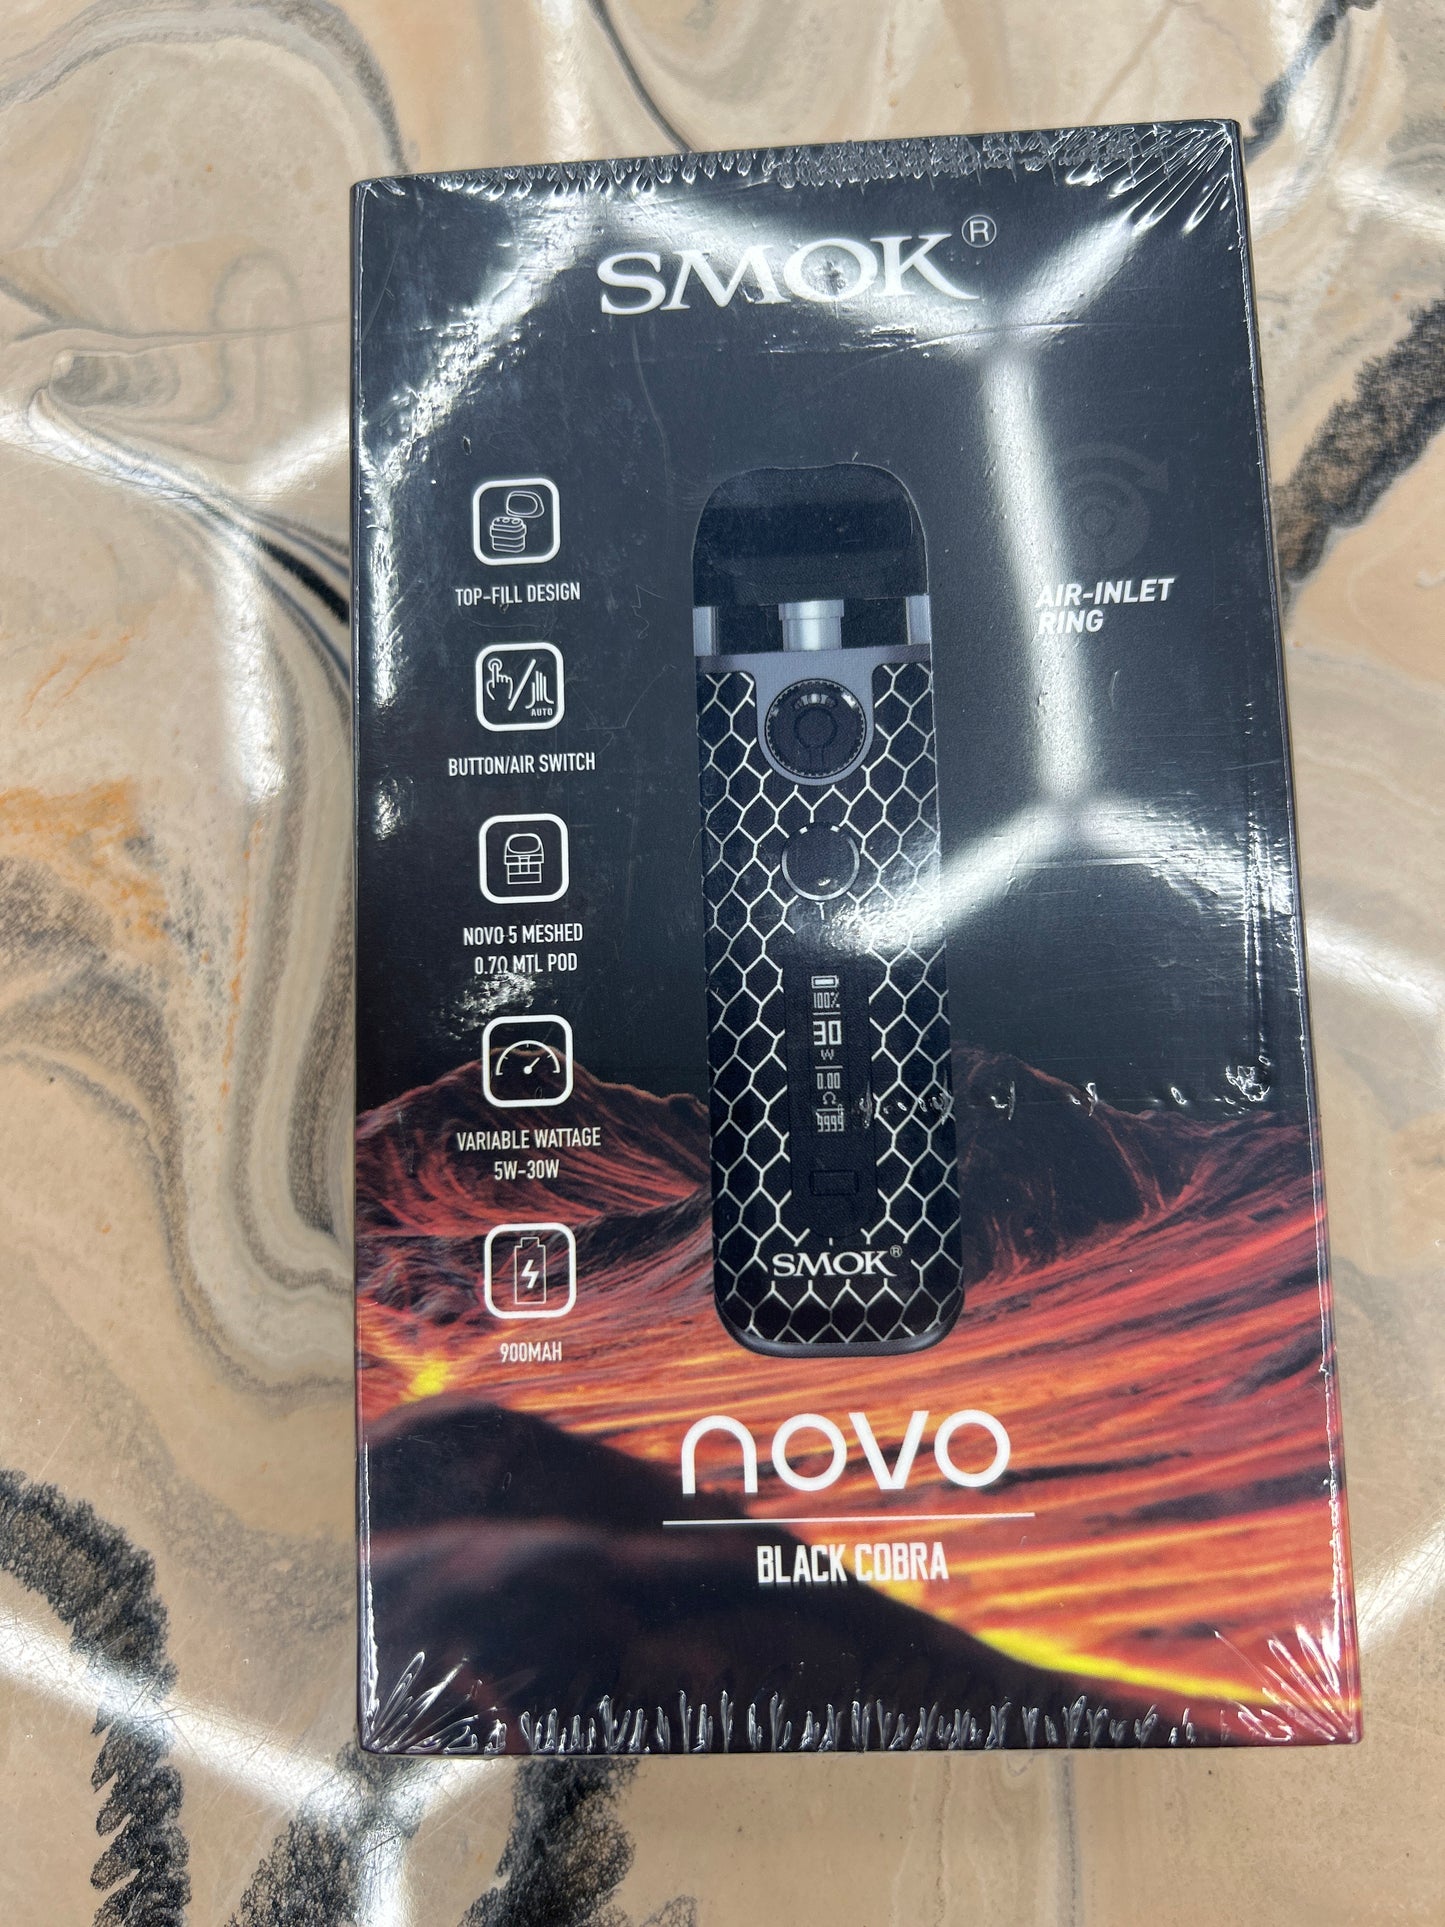 SMOK®
TOP-FILL DESIGN
AUTO
BUTTON/AIR SWITCH
NOVO 5 MESHED
0.7Ω MTL POD
VARIABLE WATTAGE
5W-30W
900MAH
AIR-INLET
RING
100%
30
W
0.00
Ω
9999
SMOK®
novo
BLACK COBRA